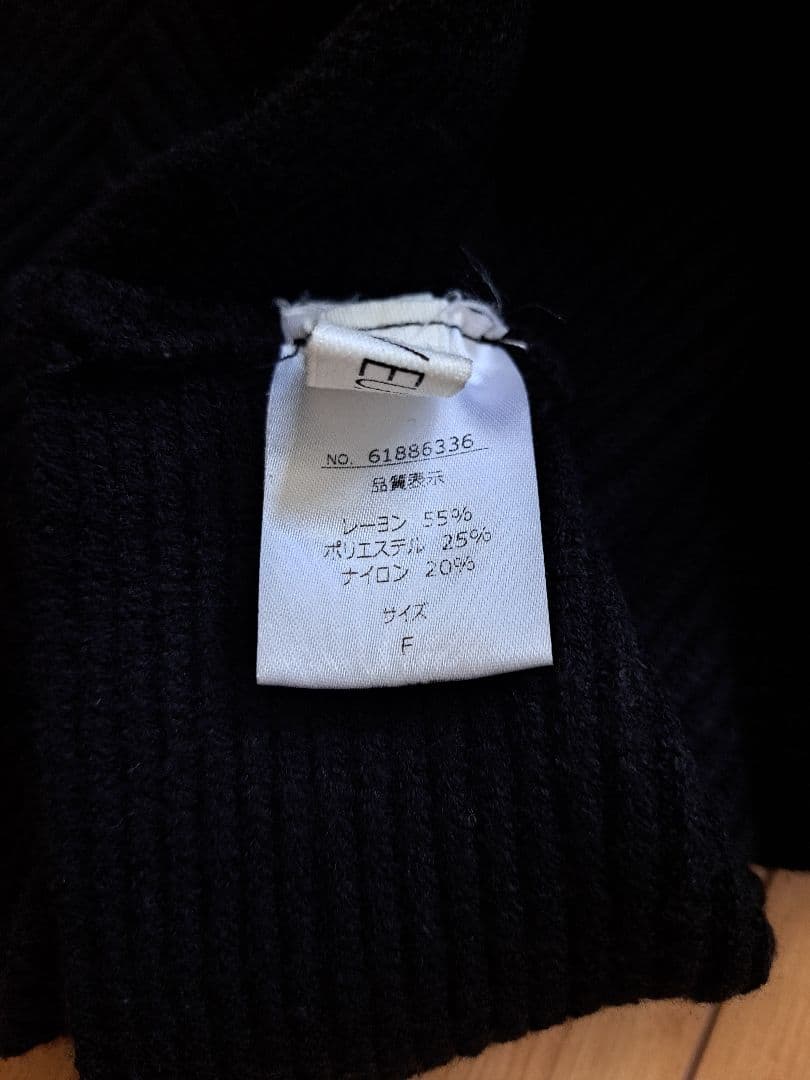 NO. 61886336
品質表示
レーヨン 55%
ポリエステル 25%
ナイロン 20%
サイズ
F